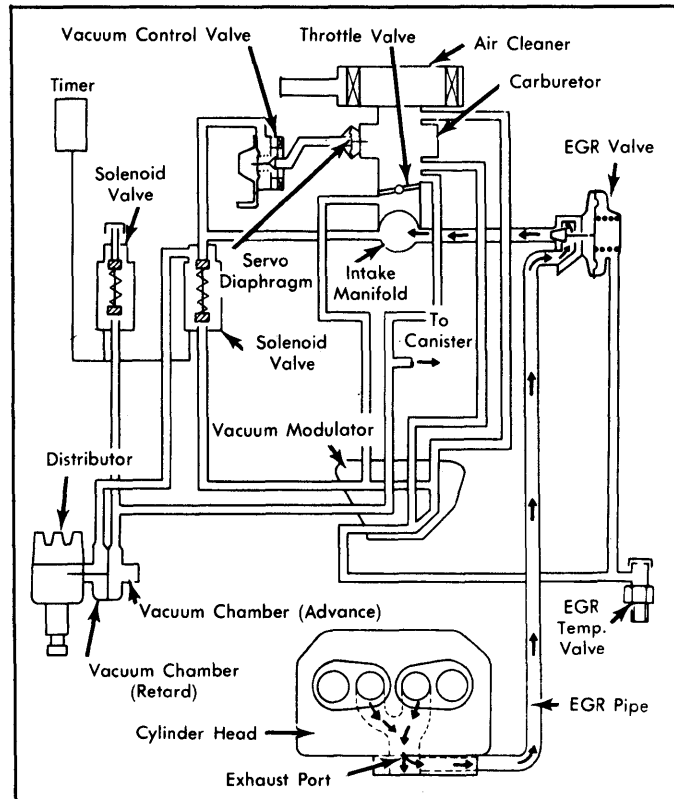 Vacuum Control Valve
Throttle Valve
Air Cleaner
Timer
Carburetor
EGR Valve
Solenoid
Valve
Servo
Diaphragm
Intake
Manifold
Solenoid
Valve
To
Canister
Vacuum Modulator
Distributor
Vacuum Chamber (Advance)
EGR
Temp.
Valve
Vacuum Chamber
(Retard)
Cylinder Head
EGR Pipe
Exhaust Port